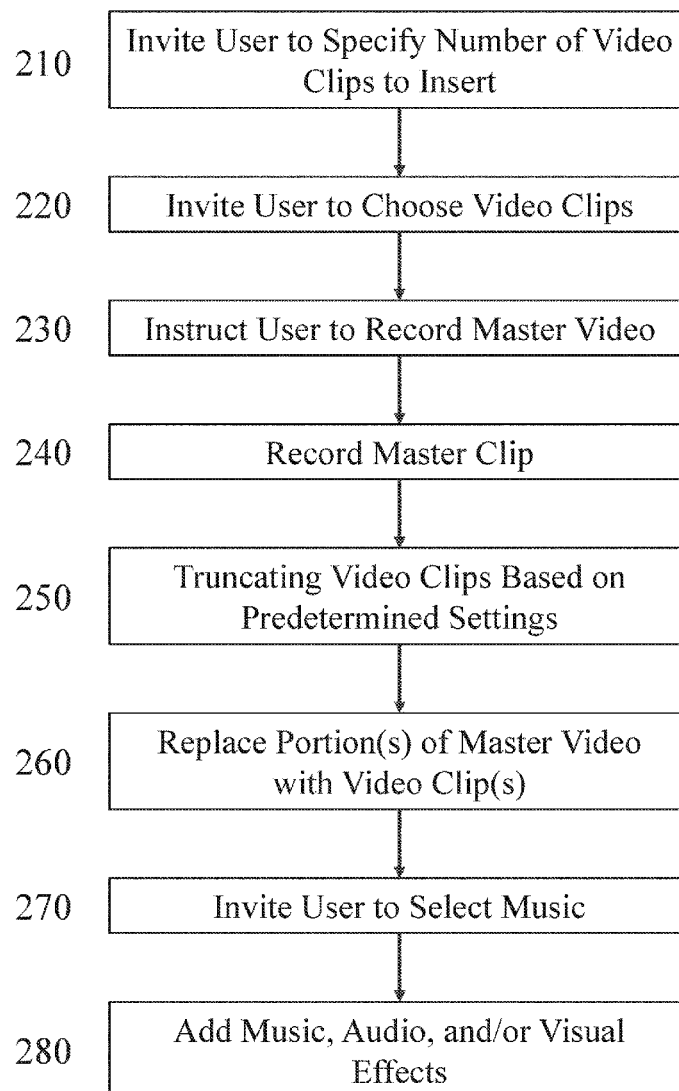 210
Invite User to Specify Number of Video
Clips to Insert
220
Invite User to Choose Video Clips
230
Instruct User to Record Master Video
240
Record Master Clip
250
Truncating Video Clips Based on
Predetermined Settings
260
Replace Portion(s) of Master Video
with Video Clip(s)
270
Invite User to Select Music
280
Add Music, Audio, and/or Visual
Effects